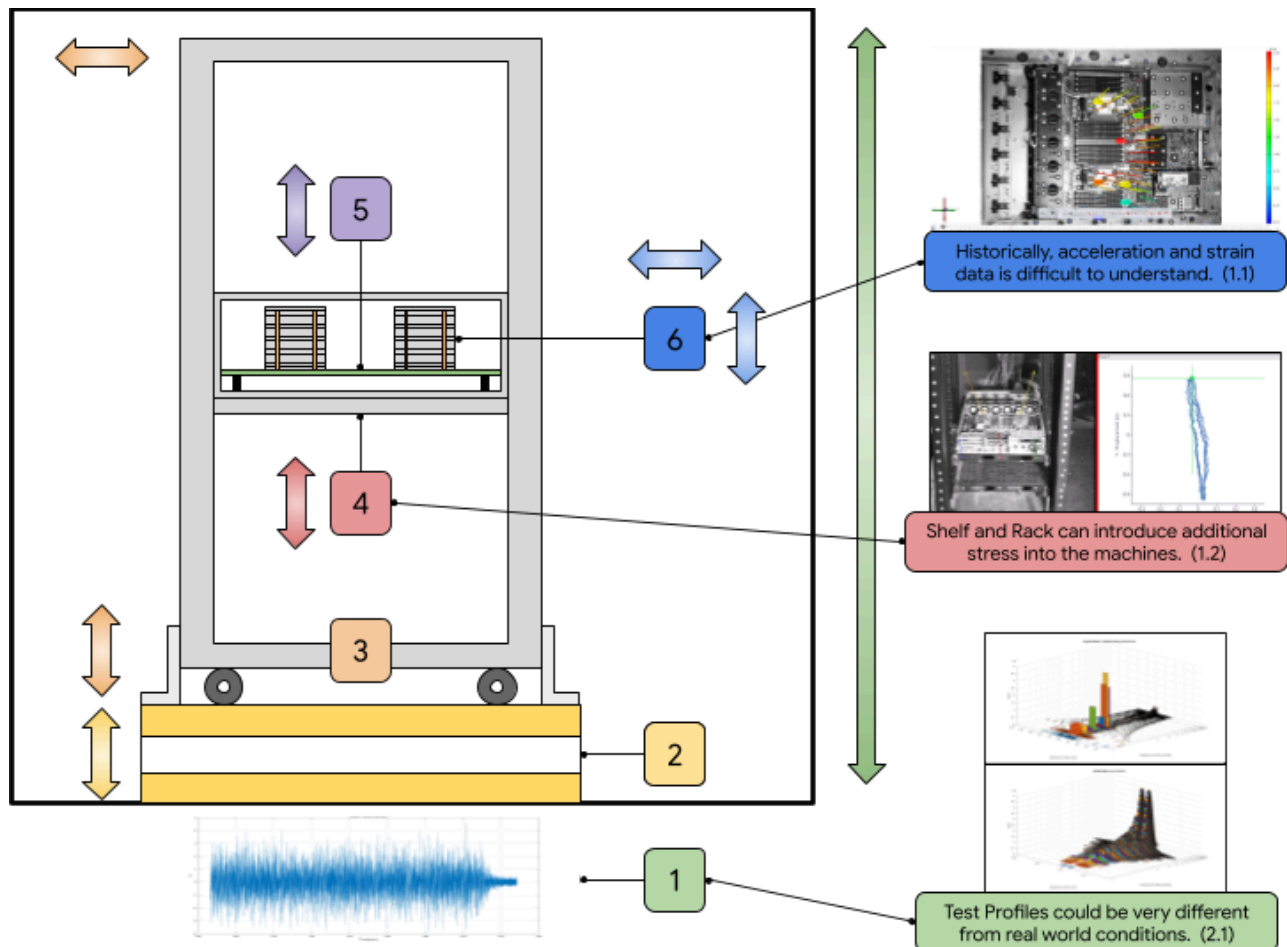 5
6
4
3
2
1
Historically, acceleration and strain
data is difficult to understand. (1.1)
Shelf and Rack can introduce additional
stress into the machines. (1.2)
Test Profiles could be very different
from real world conditions. (2.1)